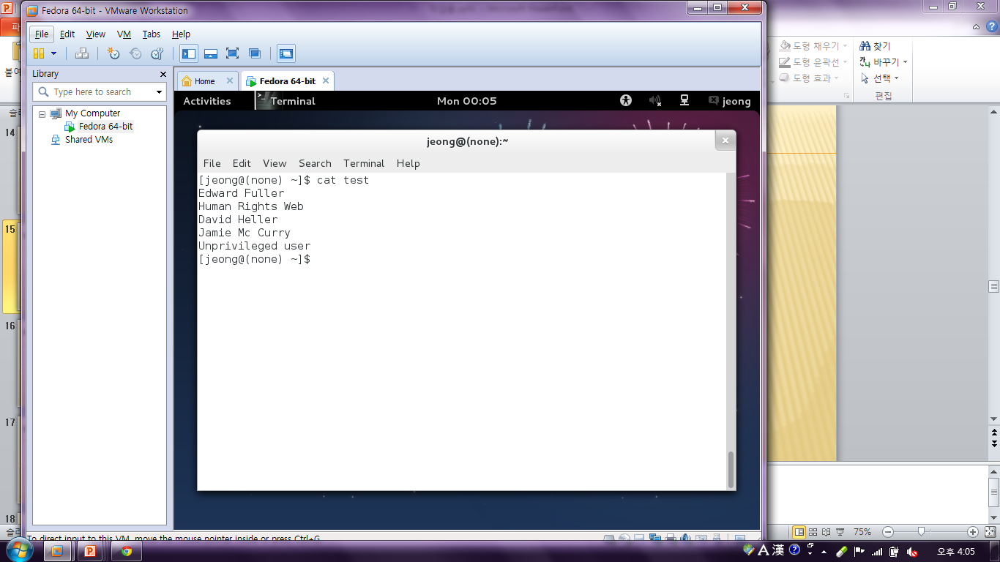 Fedora 64-bit - VMware Workstation
File Edit View VM Tabs Help
Library
Type here to search
My Computer
Fedora 64-bit
Shared VMs
Home
Fedora 64-bit
Activities Terminal Mon 00:05 jeong
jeong@(none):~
File Edit View Search Terminal Help
[jeong@(none) ~]$ cat test
Edward Fuller
Human Rights Web
David Heller
Jamie Mc Curry
Unprivileged user
[jeong@(none) ~]$
To direct input to this VM, move the mouse pointer inside or press Ctrl+G.
도형 채우기
도형 윤곽선
도형 효과
찾기
바꾸기
선택
편집
14
15
16
17
18
75%
A 漢
오후 4:05